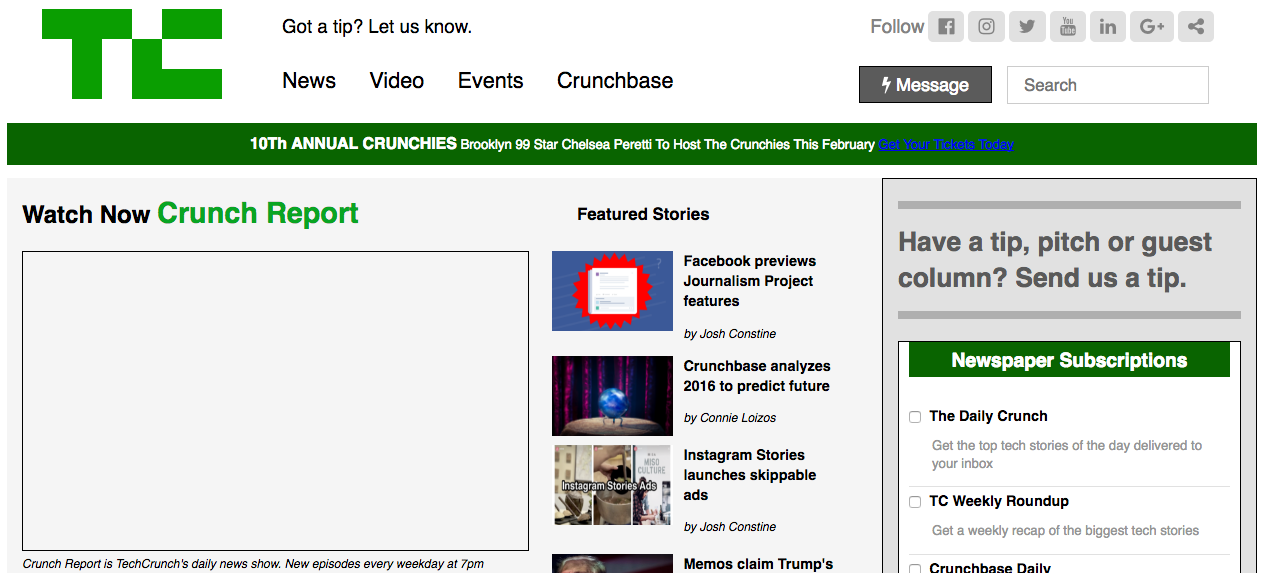 TC
Got a tip? Let us know.
Follow
You
Tube
in
G+
News Video Events Crunchbase
Message
Search
10Th ANNUAL CRUNCHIES Brooklyn 99 Star Chelsea Peretti To Host The Crunchies This February Get Your Tickets Today
Watch Now Crunch Report
Crunch Report is TechCrunch's daily news show. New episodes every weekday at 7pm
Featured Stories
Facebook previews
Journalism Project
features
by Josh Constine
Crunchbase analyzes
2016 to predict future
by Connie Loizos
MISO
CULTURE
Instagram Stories Ads
Instagram Stories
launches skippable
ads
by Josh Constine
Memos claim Trump's
Have a tip, pitch or guest
column? Send us a tip.
Newspaper Subscriptions
The Daily Crunch
Get the top tech stories of the day delivered to
your inbox
TC Weekly Roundup
Get a weekly recap of the biggest tech stories
Crunchbase Daily